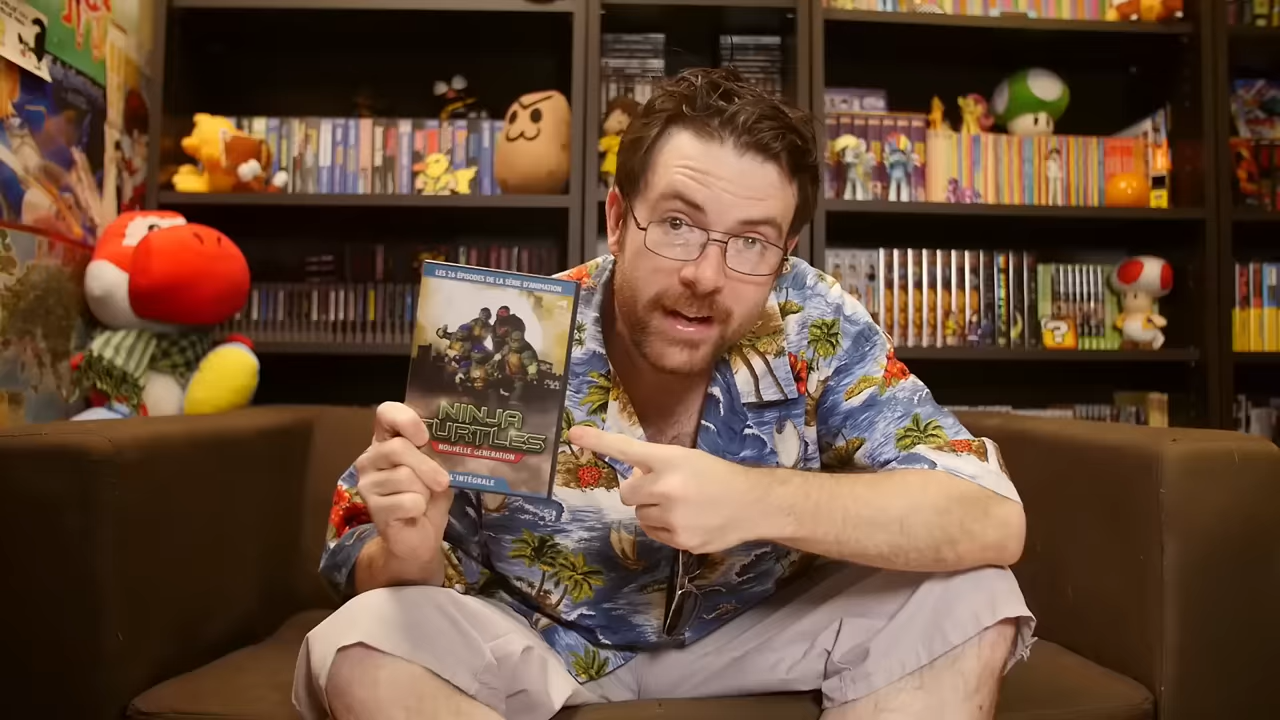 LES 26 ÉPISODES DE LA SÉRIE D'ANIMATION
NINJA
TURTLES
NOUVELLE GÉNÉRATION
L'INTÉGRALE
?